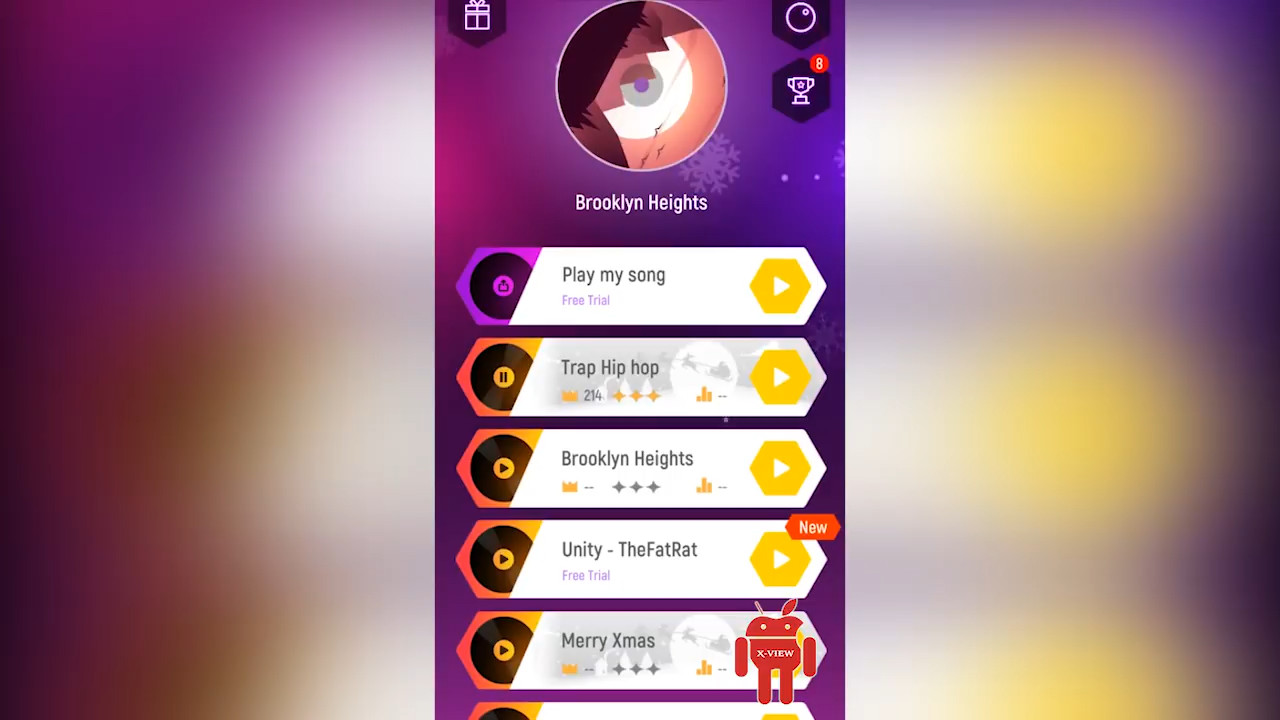 8
Brooklyn Heights
Play my song
Free Trial
Trap Hip hop
214 --
Brooklyn Heights
-- --
New
Unity - TheFatRat
Free Trial
Merry Xmas
-- --
X-VIEW